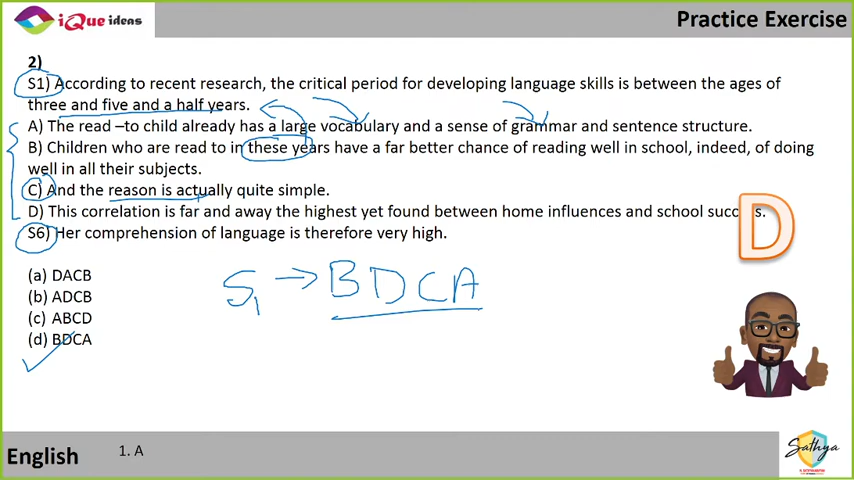 iQue ideas
Practice Exercise
2)
S1) According to recent research, the critical period for developing language skills is between the ages of
three and five and a half years.
A) The read –to child already has a large vocabulary and a sense of grammar and sentence structure.
B) Children who are read to in these years have a far better chance of reading well in school, indeed, of doing
well in all their subjects.
C) And the reason is actually quite simple.
D) This correlation is far and away the highest yet found between home influences and school success.
S6) Her comprehension of language is therefore very high.
D
(a) DACB
(b) ADCB
(c) ABCD
(d) BDCA
S1 → BDCA
English
1. A
Sathya